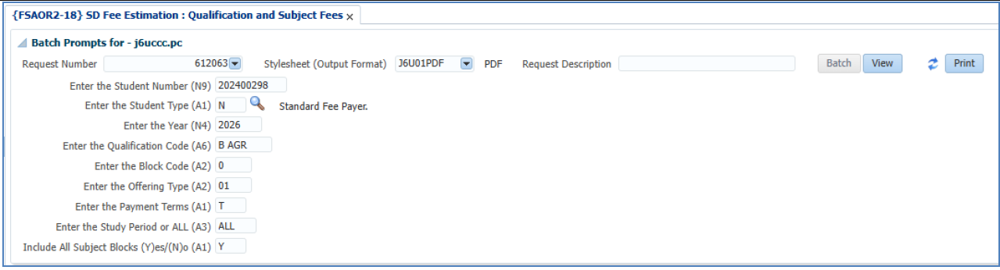 {FSAOR2-18} SD Fee Estimation : Qualification and Subject Fees x
Batch Prompts for - j6uccc.pc
Request Number 612063 Stylesheet (Output Format) J6U01PDF PDF Request Description Batch View Print
Enter the Student Number (N9) 202400298
Enter the Student Type (A1) N Standard Fee Payer.
Enter the Year (N4) 2026
Enter the Qualification Code (A6) B AGR
Enter the Block Code (A2) 0
Enter the Offering Type (A2) 01
Enter the Payment Terms (A1) T
Enter the Study Period or ALL (A3) ALL
Include All Subject Blocks (Y)es/(N)o (A1) Y